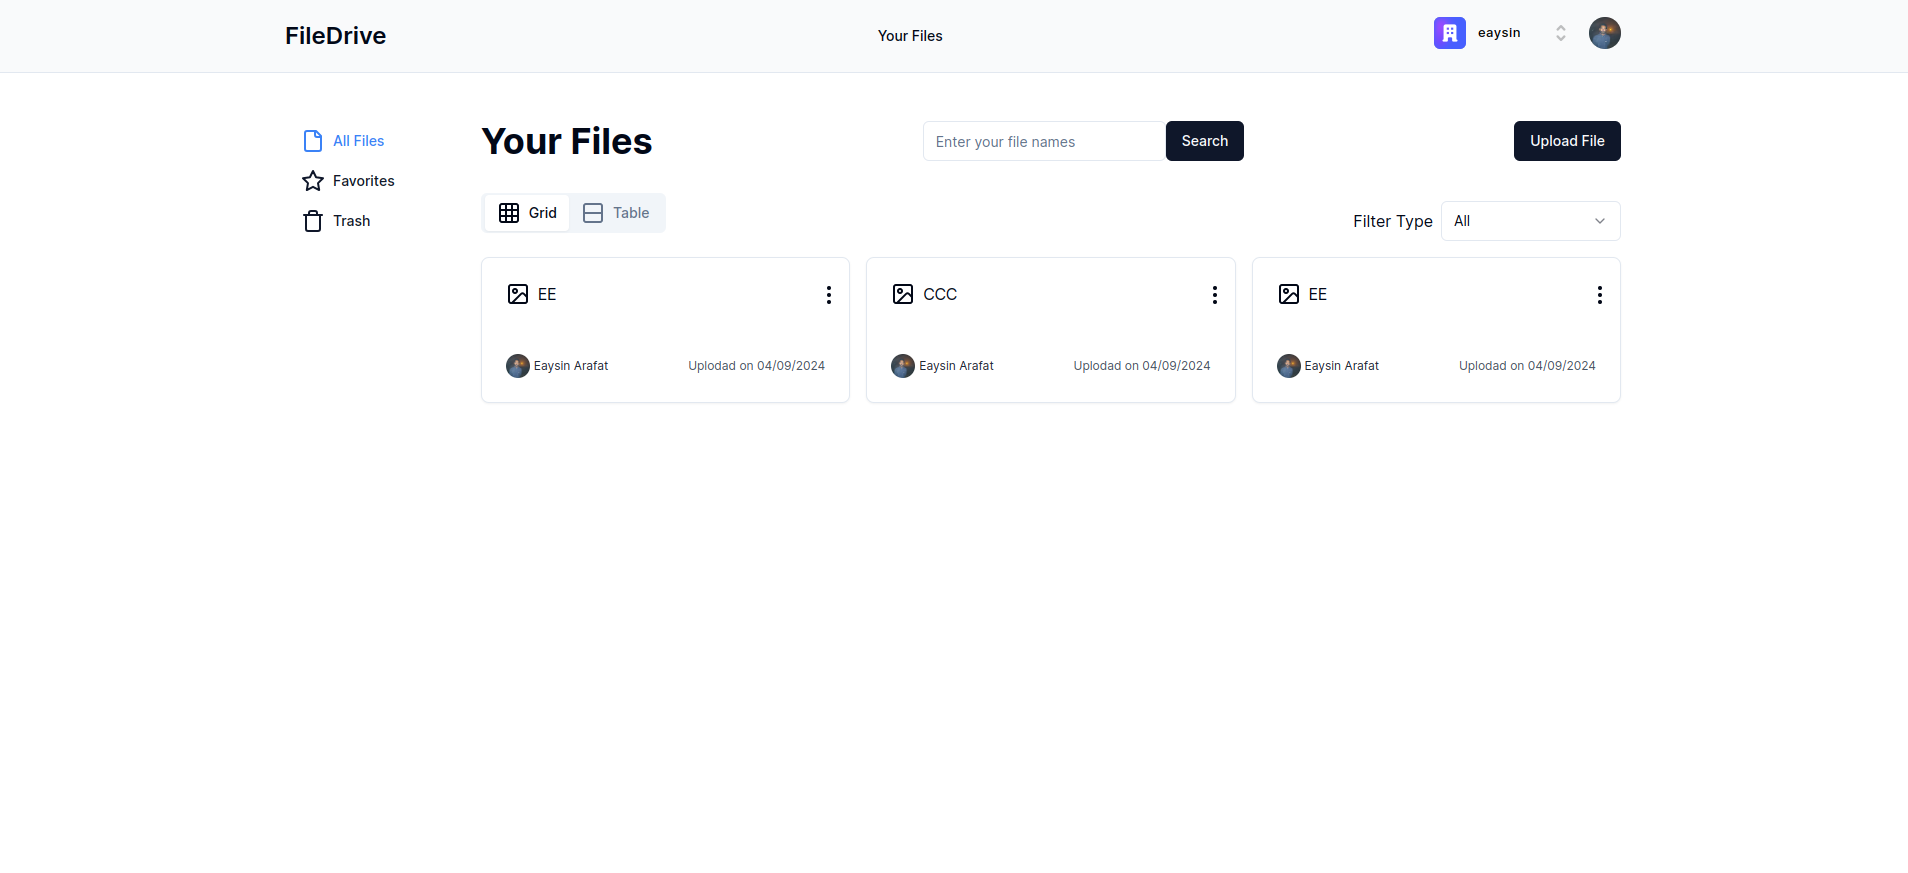 FileDrive
Your Files
eaysin
All Files
Favorites
Trash
Your Files
Enter your file names
Search
Upload File
Grid
Table
Filter Type
All
EE
Eaysin Arafat
Uplodad on 04/09/2024
CCC
Eaysin Arafat
Uplodad on 04/09/2024
EE
Eaysin Arafat
Uplodad on 04/09/2024